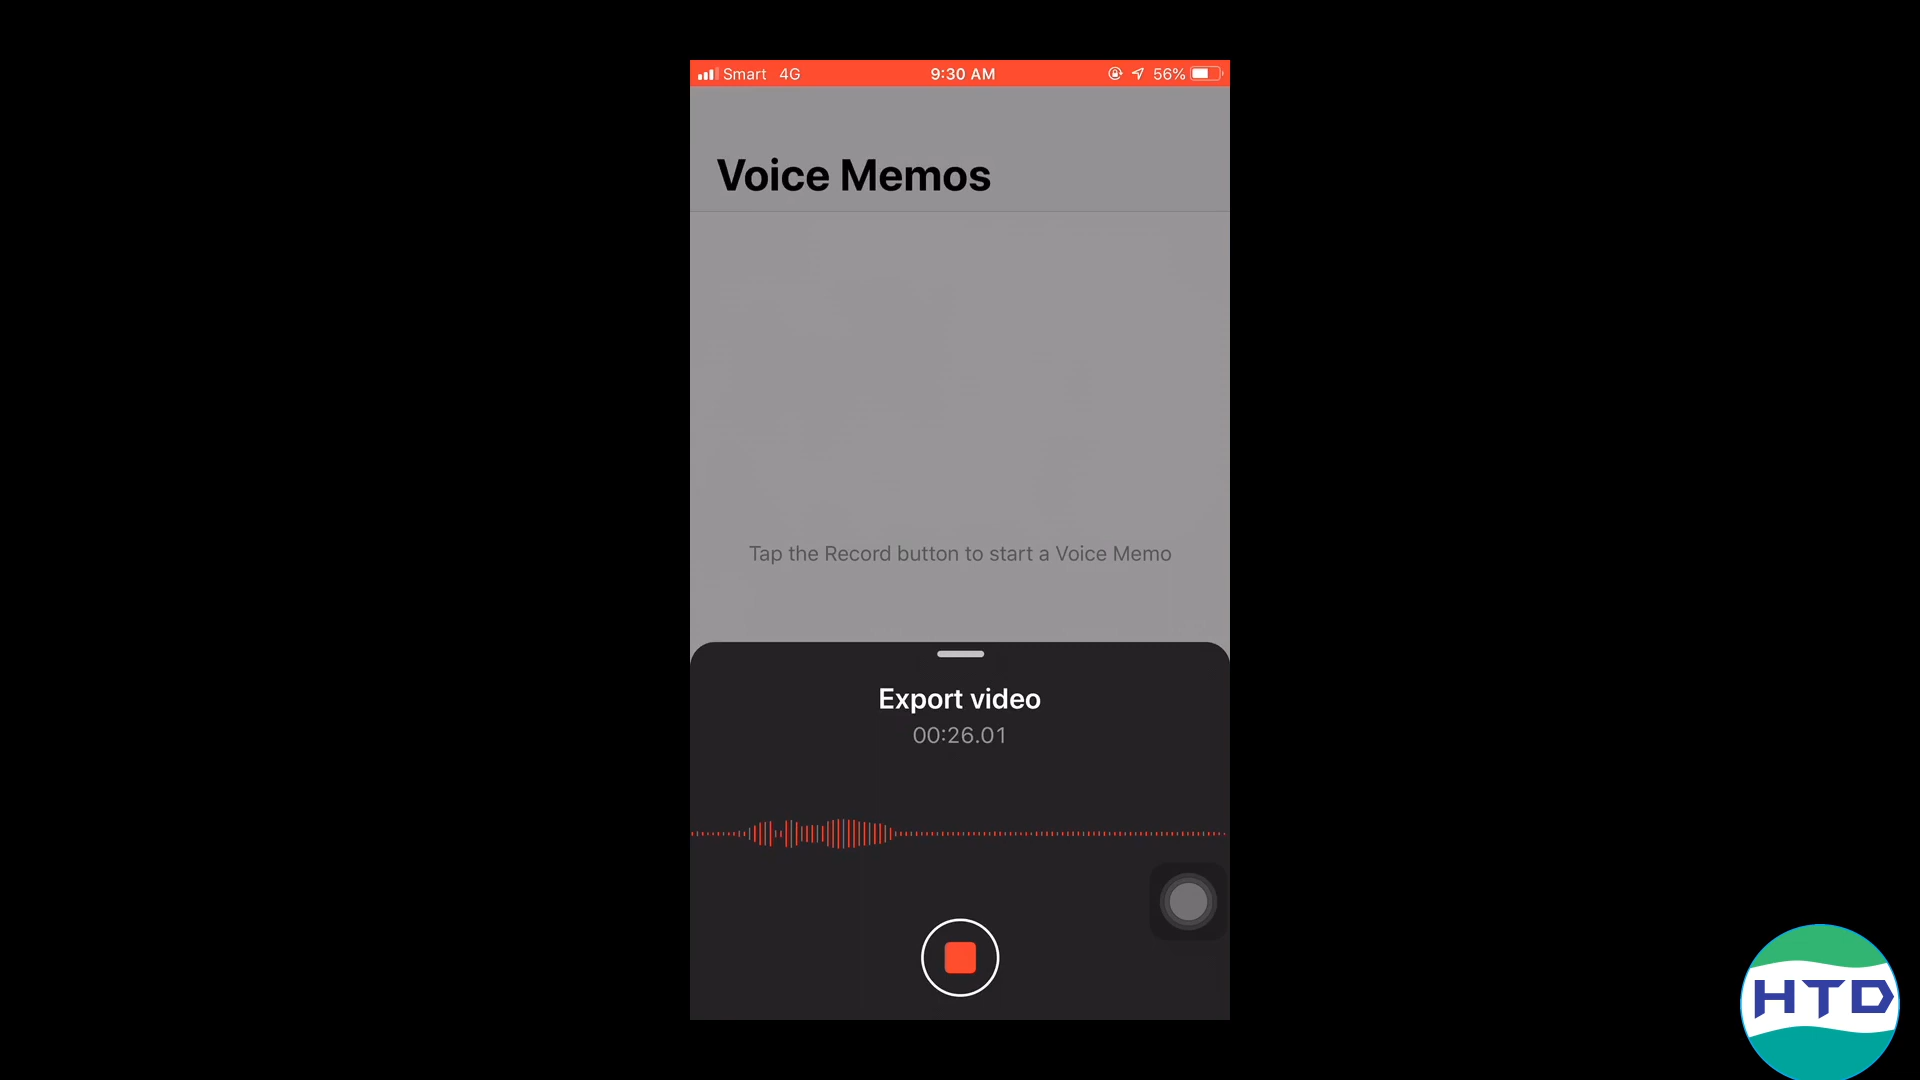 Smart 4G 9:30 AM 56%
Voice Memos
Tap the Record button to start a Voice Memo
Export video
00:26.01
HTD